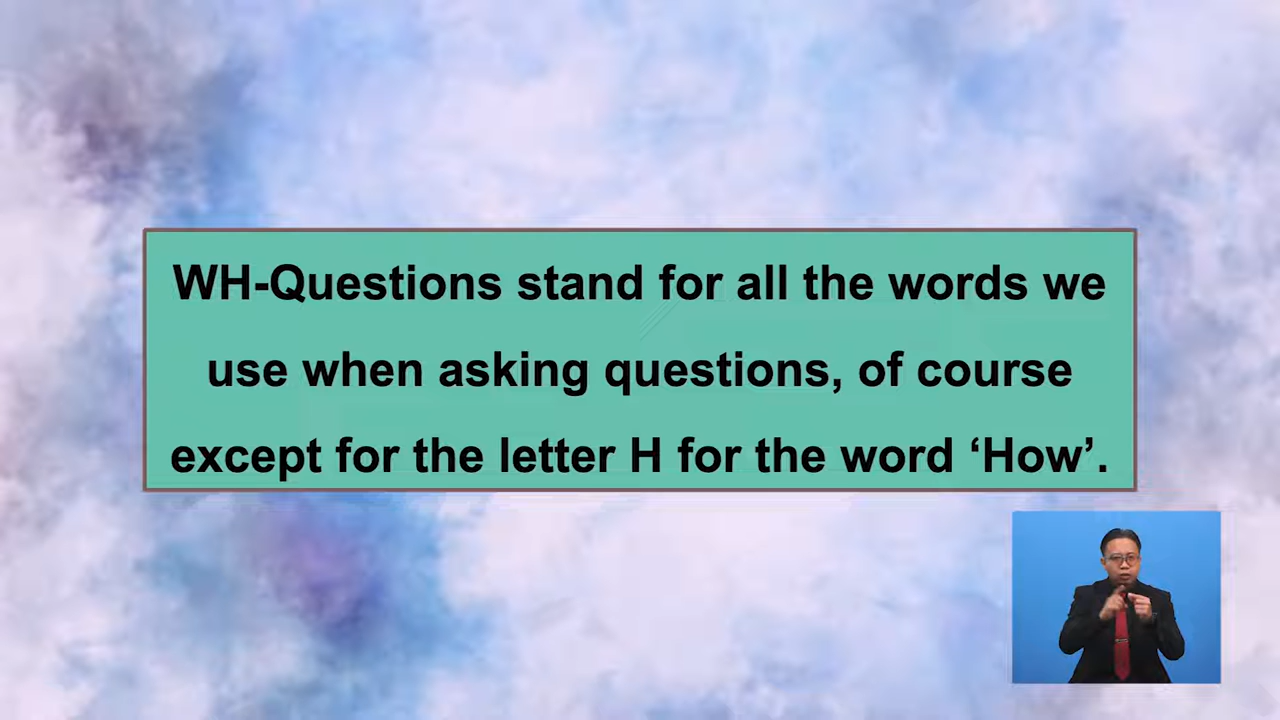 WH-Questions stand for all the words we
use when asking questions, of course
except for the letter H for the word ‘How’.